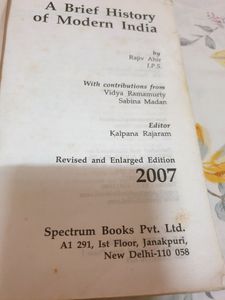 A Brief History
of Modern India
by
Rajiv Ahir
I.P.S.
With contributions from
Vidya Ramamurty
Sabina Madan
Editor
Kalpana Rajaram
Revised and Enlarged Edition
2007
Spectrum Books Pvt. Ltd.
A1 291, Ist Floor, Janakpuri,
New Delhi-110 058